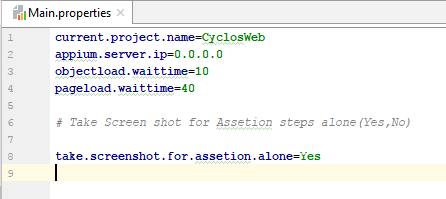 Main.properties
1 current.project.name=CyclosWeb
2 appium.server.ip=0.0.0.0
3 objectload.waittime=10
4 pageload.waittime=40
5
6 # Take Screen shot for Assetion steps alone(Yes,No)
7
8 take.screenshot.for.assetion.alone=Yes
9